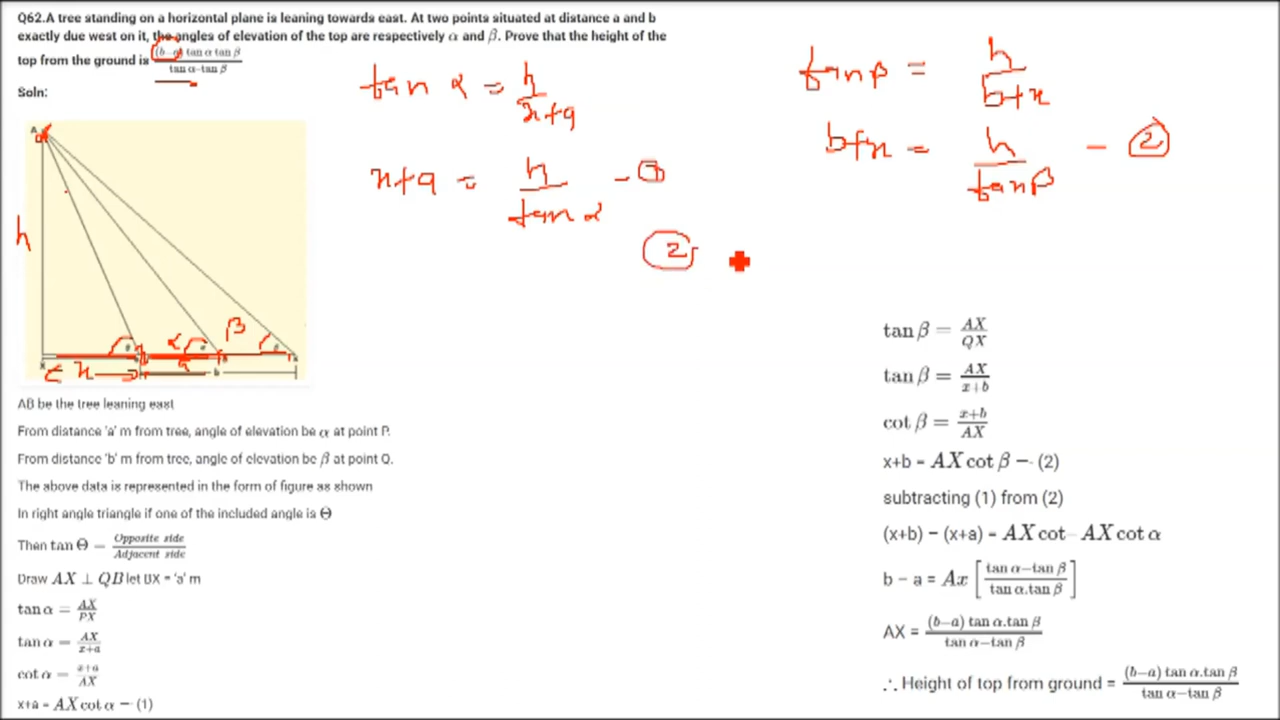 Q62.A tree standing on a horizontal plane is leaning towards east. At two points situated at distance a and b
exactly due west on it, the angles of elevation of the top are respectively α and β. Prove that the height of the
top from the ground is (b−a) tan α tan β / tan α−tan β
Soln:
tan α = h / x+a
x+a = h / tan α - ①
tan β = h / b+x
b+x = h / tan β - ②
②
A
h
α
β
x
a
b
AB be the tree leaning east
From distance 'a' m from tree, angle of elevation be α at point P.
From distance 'b' m from tree, angle of elevation be β at point Q.
The above data is represented in the form of figure as shown
In right angle triangle if one of the included angle is Θ
Then tan Θ = Opposite side / Adjacent side
Draw AX ⊥ QB let BX = 'a' m
tan α = AX / PX
tan α = AX / x+a
cot α = x+a / AX
x+a = AX cot α − (1)
tan β = AX / QX
tan β = AX / x+b
cot β = x+b / AX
x+b = AX cot β − (2)
subtracting (1) from (2)
(x+b) − (x+a) = AX cot − AX cot α
b − a = Ax [ tan α−tan β / tan α.tan β ]
AX = (b−a) tan α.tan β / tan α−tan β
∴ Height of top from ground = (b−a) tan α.tan β / tan α−tan β